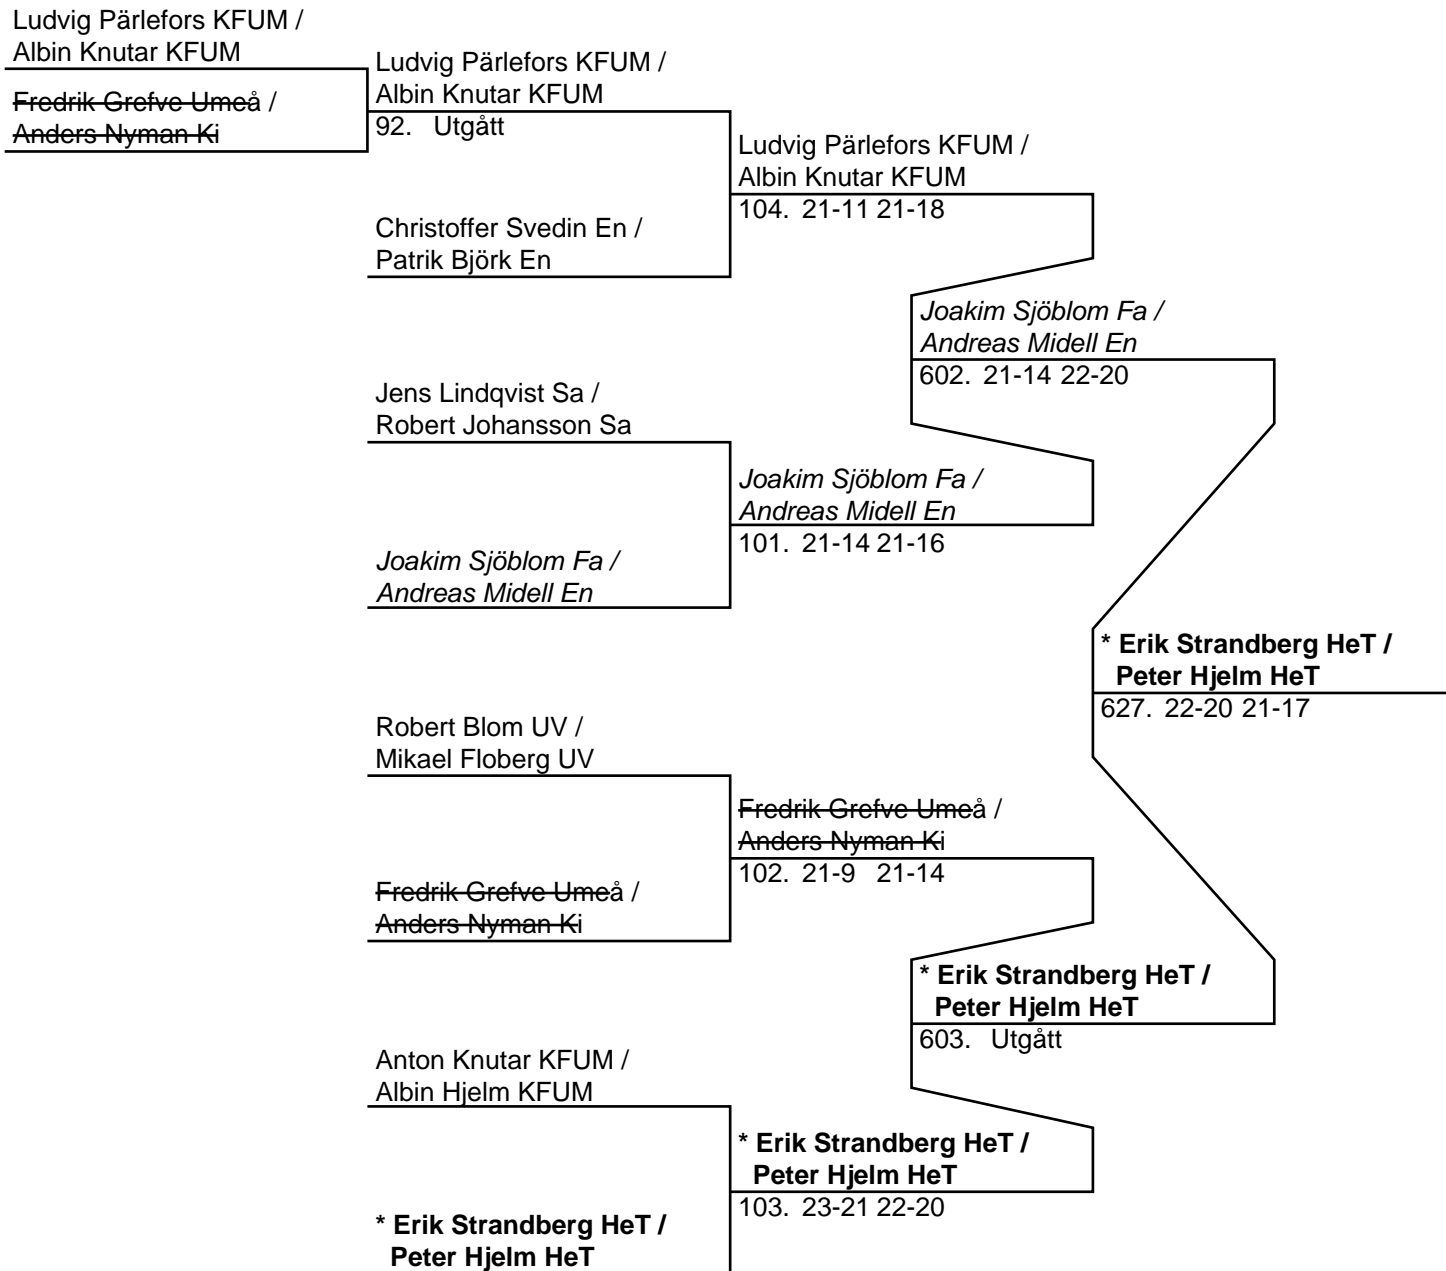 Ludvig Pärlefors KFUM /
Albin Knutar KFUM
Fredrik Grefve Umeå /
Anders Nyman Ki
Ludvig Pärlefors KFUM /
Albin Knutar KFUM
92. Utgått
Christoffer Svedin En /
Patrik Björk En
Ludvig Pärlefors KFUM /
Albin Knutar KFUM
104. 21-11 21-18
Jens Lindqvist Sa /
Robert Johansson Sa
Joakim Sjöblom Fa /
Andreas Midell En
Joakim Sjöblom Fa /
Andreas Midell En
101. 21-14 21-16
Joakim Sjöblom Fa /
Andreas Midell En
602. 21-14 22-20
Robert Blom UV /
Mikael Floberg UV
Fredrik Grefve Umeå /
Anders Nyman Ki
Fredrik Grefve Umeå /
Anders Nyman Ki
102. 21-9 21-14
Anton Knutar KFUM /
Albin Hjelm KFUM
* Erik Strandberg HeT /
Peter Hjelm HeT
* Erik Strandberg HeT /
Peter Hjelm HeT
103. 23-21 22-20
* Erik Strandberg HeT /
Peter Hjelm HeT
603. Utgått
* Erik Strandberg HeT /
Peter Hjelm HeT
627. 22-20 21-17